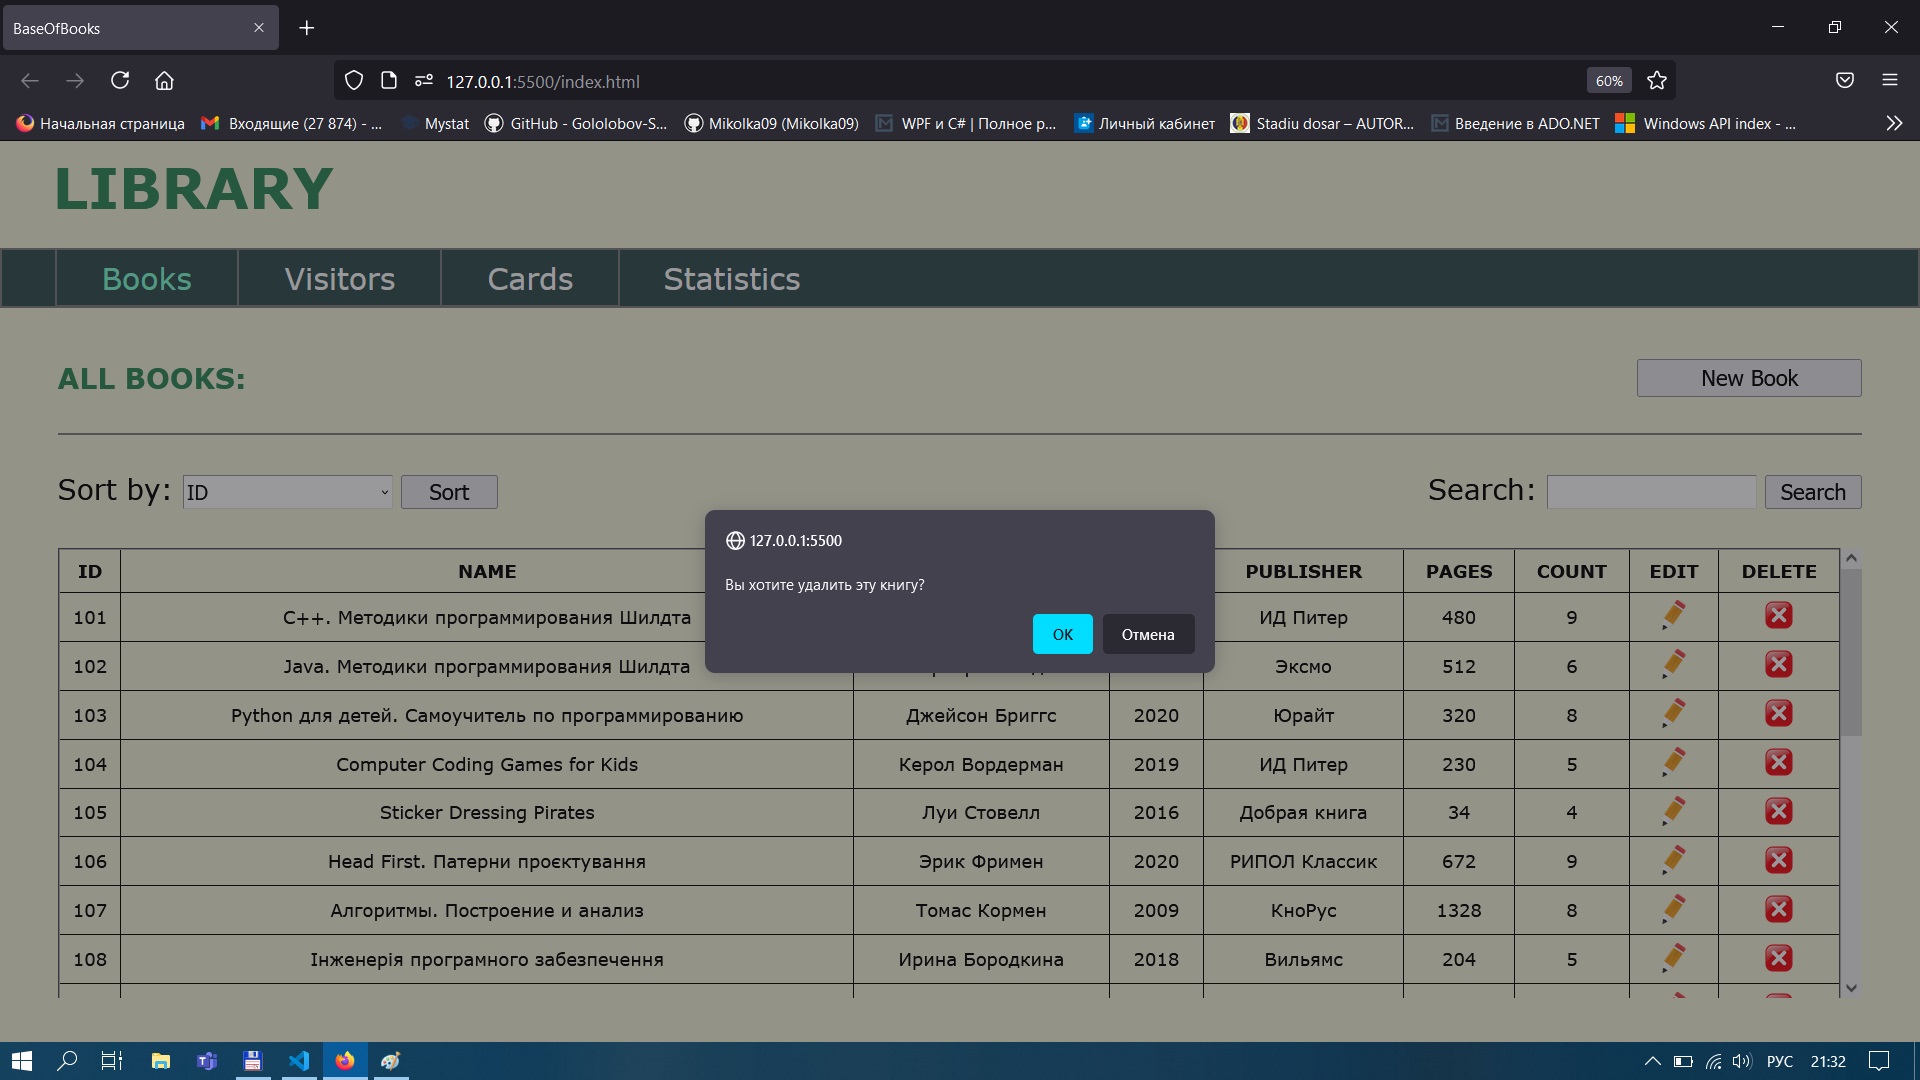 BaseOfBooks
127.0.0.1:5500/index.html
60%
Начальная страница
Входящие (27 874) - ...
Mystat
GitHub - Gololobov-S...
Mikolka09 (Mikolka09)
WPF и C# | Полное р...
Личный кабинет
Stadiu dosar – AUTOR...
Введение в ADO.NET
Windows API index - ...
LIBRARY
Books Visitors Cards Statistics
ALL BOOKS:
New Book
Sort by: ID Sort
Search: Search
127.0.0.1:5500
Вы хотите удалить эту книгу?
OK Отмена
ID NAME PUBLISHER PAGES COUNT EDIT DELETE
101 C++. Методики программирования Шилдта ИД Питер 480 9
102 Java. Методики программирования Шилдта Эксмо 512 6
103 Python для детей. Самоучитель по программированию Джейсон Бриггс 2020 Юрайт 320 8
104 Computer Coding Games for Kids Керол Вордерман 2019 ИД Питер 230 5
105 Sticker Dressing Pirates Луи Стовелл 2016 Добрая книга 34 4
106 Head First. Патерни проєктування Эрик Фримен 2020 РИПОЛ Классик 672 9
107 Алгоритмы. Построение и анализ Томас Кормен 2009 КноРус 1328 8
108 Інженерія програмного забезпечення Ирина Бородкина 2018 Вильямс 204 5
РУС 21:32